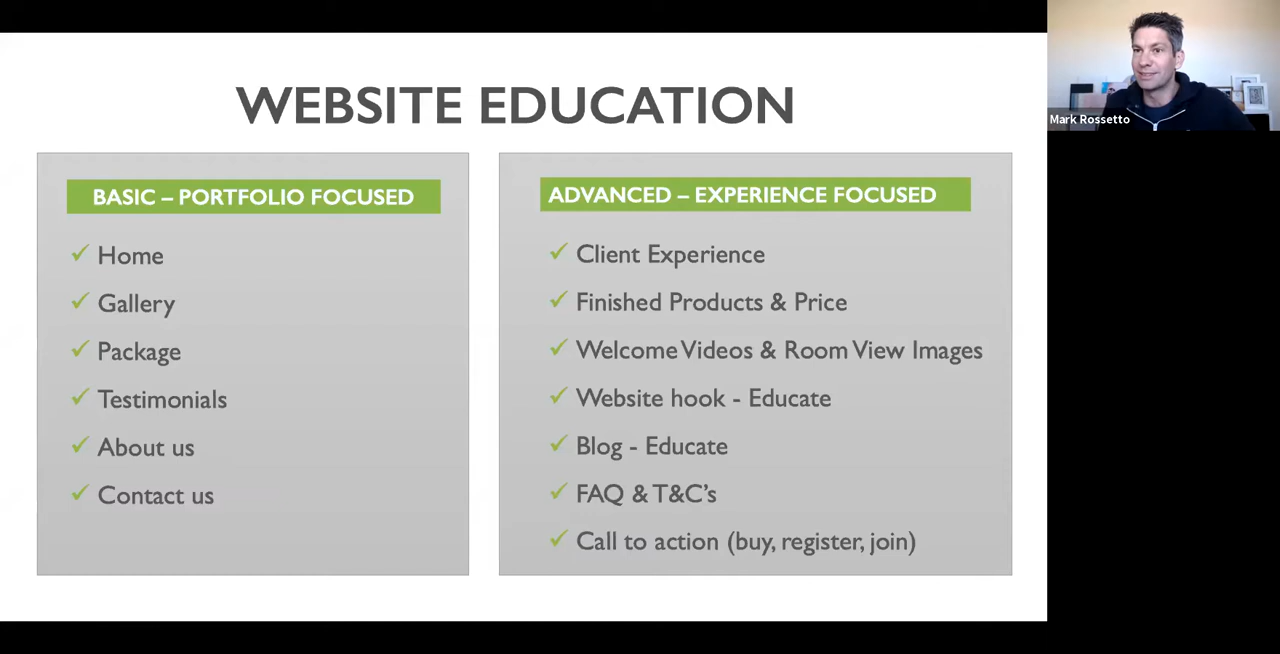 WEBSITE EDUCATION
BASIC – PORTFOLIO FOCUSED
Home
Gallery
Package
Testimonials
About us
Contact us
ADVANCED – EXPERIENCE FOCUSED
Client Experience
Finished Products & Price
Welcome Videos & Room View Images
Website hook - Educate
Blog - Educate
FAQ & T&C’s
Call to action (buy, register, join)
Mark Rossetto